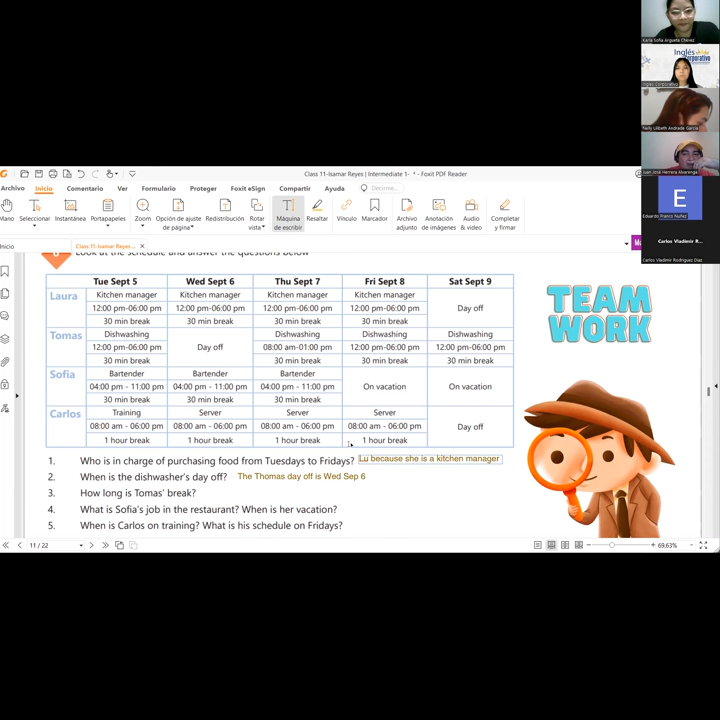 Karla Sofia Argueta Chévez
Inglés
Corporativo
Inglés Corporativo
Nelly Lilibeth Andrade Garcia
Juan José Herrera Alvarenga
E
Eduardo Franco Nuñez
Carlos Vladimir R...
Carlos Vladimir Rodriguez Diaz
Class 11-Isamar Reyes | Intermediate 1- * - Foxit PDF Reader
Archivo Inicio Comentario Ver Formulario Proteger Foxit eSign Compartir Ayuda Decirme...
Mano Seleccionar Instantánea Portapapeles Zoom Opción de ajuste de página Redistribución Rotar vista Máquina de escribir Resaltar Vínculo Marcador Archivo adjunto Anotación de imágenes Audio & vídeo Completar y firmar
Inicio Class 11-Isamar Reyes ...
Look at the schedule and answer the questions below
Tue Sept 5 Wed Sept 6 Thu Sept 7 Fri Sept 8 Sat Sept 9
Laura Kitchen manager Kitchen manager Kitchen manager Kitchen manager Day off
12:00 pm-06:00 pm 12:00 pm-06:00 pm 12:00 pm-06:00 pm 12:00 pm-06:00 pm
30 min break 30 min break 30 min break 30 min break
Tomas Dishwashing Day off Dishwashing Dishwashing Dishwashing
12:00 pm-06:00 pm 08:00 am-01:00 pm 12:00 pm-06:00 pm 12:00 pm-06:00 pm
30 min break 30 min break 30 min break 30 min break
Sofia Bartender Bartender Bartender On vacation On vacation
04:00 pm - 11:00 pm 04:00 pm - 11:00 pm 04:00 pm - 11:00 pm
30 min break 30 min break 30 min break
Carlos Training Server Server Server Day off
08:00 am - 06:00 pm 08:00 am - 06:00 pm 08:00 am - 06:00 pm 08:00 am - 06:00 pm
1 hour break 1 hour break 1 hour break 1 hour break
TEAM
WORK
1. Who is in charge of purchasing food from Tuesdays to Fridays? Lu because she is a kitchen manager
2. When is the dishwasher's day off? The Thomas day off is Wed Sep 6
3. How long is Tomas' break?
4. What is Sofia's job in the restaurant? When is her vacation?
5. When is Carlos on training? What is his schedule on Fridays?
11 / 22
69,63%